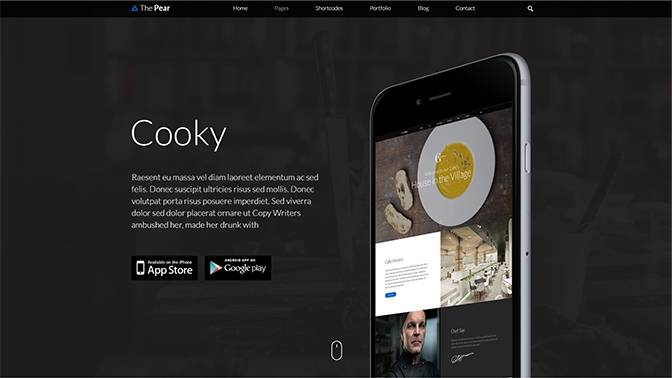 The Pear
Home
Pages
Shortcodes
Portfolio
Blog
Contact
Cooky
Raesent eu massa vel diam laoreet elementum ac sed
felis. Donec suscipit ultricies risus sed mollis. Donec
volutpat porta risus posuere imperdiet. Sed viverra
dolor sed dolor placerat ornare ut Copy Writers
ambushed her, made her drunk with
Available on the iPhone
App Store
ANDROID APP ON
Google play
House in the Village
Chef Sar